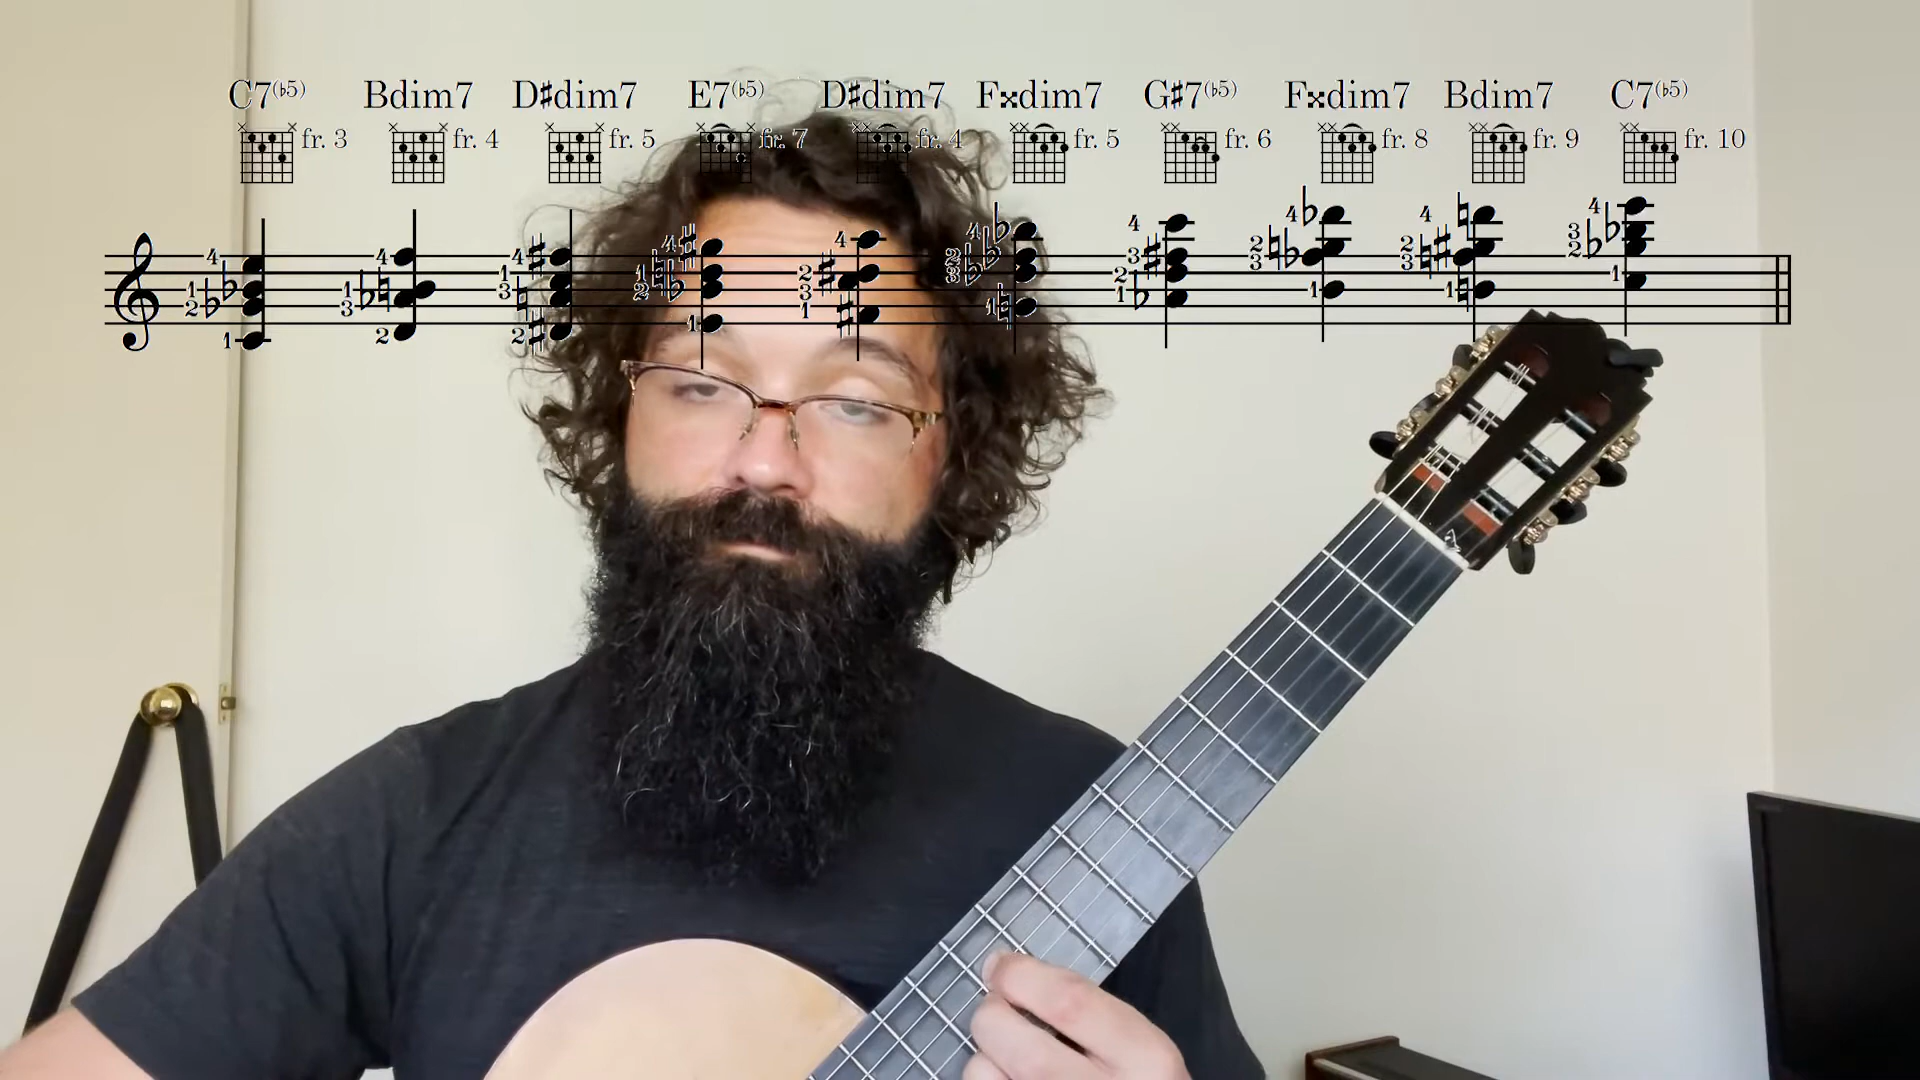 C7(♭5) Bdim7 D♯dim7 E7(♭5) D♯dim7 F𝄪dim7 G♯7(♭5) F𝄪dim7 Bdim7 C7(♭5)
fr. 3 fr. 4 fr. 5 fr. 7 fr. 4 fr. 5 fr. 6 fr. 8 fr. 9 fr. 10